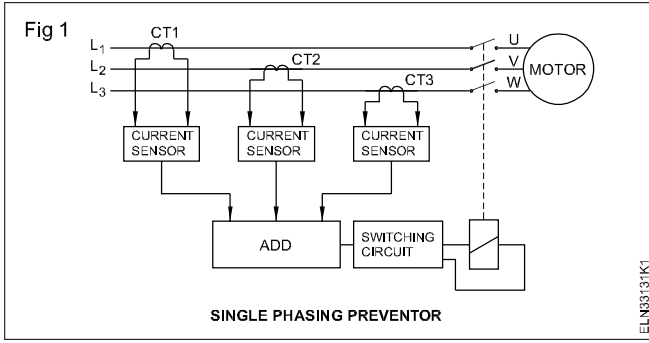 Fig 1
CT1
L1
U
L2
CT2
V
MOTOR
L3
CT3
W
CURRENT
SENSOR
CURRENT
SENSOR
CURRENT
SENSOR
ADD
SWITCHING
CIRCUIT
SINGLE PHASING PREVENTOR
ELN33131K1